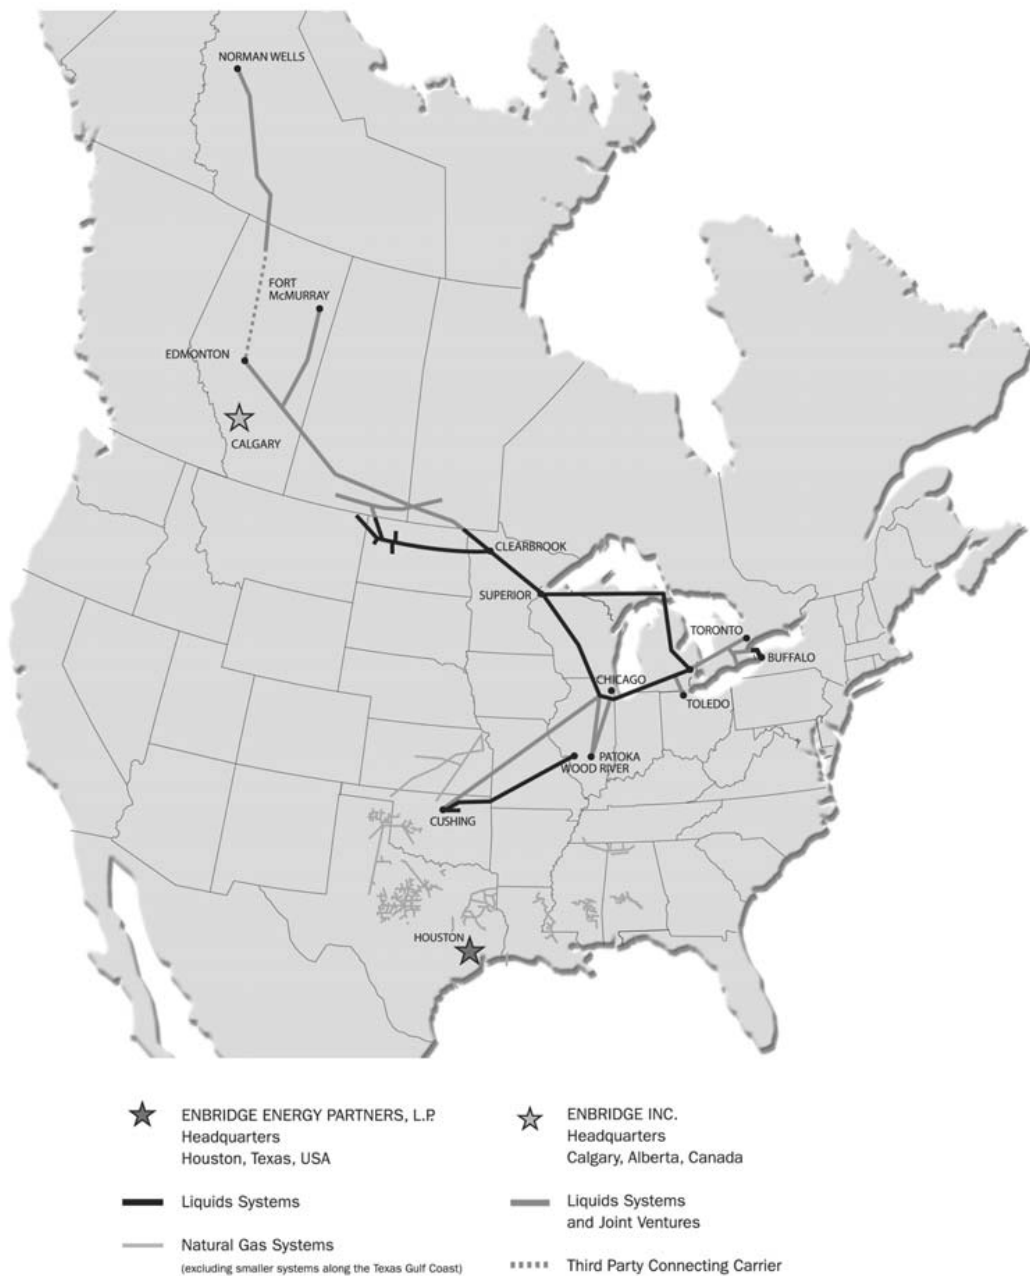 NORMAN WELLS
FORT
McMURRAY
EDMONTON
CALGARY
CLEARBROOK
SUPERIOR
TORONTO
BUFFALO
CHICAGO
TOLEDO
PATOKA
WOOD RIVER
CUSHING
HOUSTON
ENBRIDGE ENERGY PARTNERS, L.P.
Headquarters
Houston, Texas, USA
Liquids Systems
Natural Gas Systems
(excluding smaller systems along the Texas Gulf Coast)
ENBRIDGE INC.
Headquarters
Calgary, Alberta, Canada
Liquids Systems
and Joint Ventures
Third Party Connecting Carrier